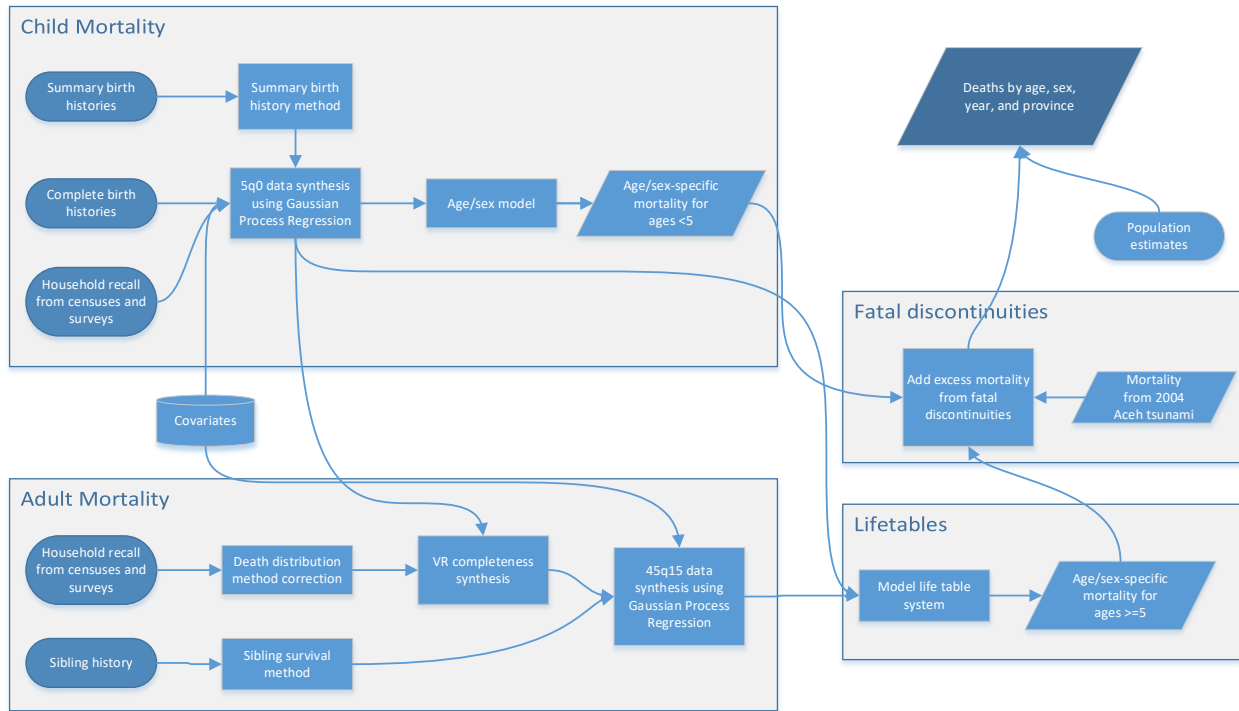 Child Mortality
Summary birth
histories
Summary birth
history method
Complete birth
histories
5q0 data synthesis
using Gaussian
Process Regression
Age/sex model
Age/sex-specific
mortality for
ages <5
Household recall
from censuses and
surveys
Deaths by age, sex,
year, and province
Population
estimates
Fatal discontinuities
Add excess mortality
from fatal
discontinuities
Mortality
from 2004
Aceh tsunami
Covariates
Adult Mortality
Household recall
from censuses and
surveys
Death distribution
method correction
VR completeness
synthesis
45q15 data
synthesis using
Gaussian Process
Regression
Sibling history
Sibling survival
method
Lifetables
Model life table
system
Age/sex-specific
mortality for
ages >=5